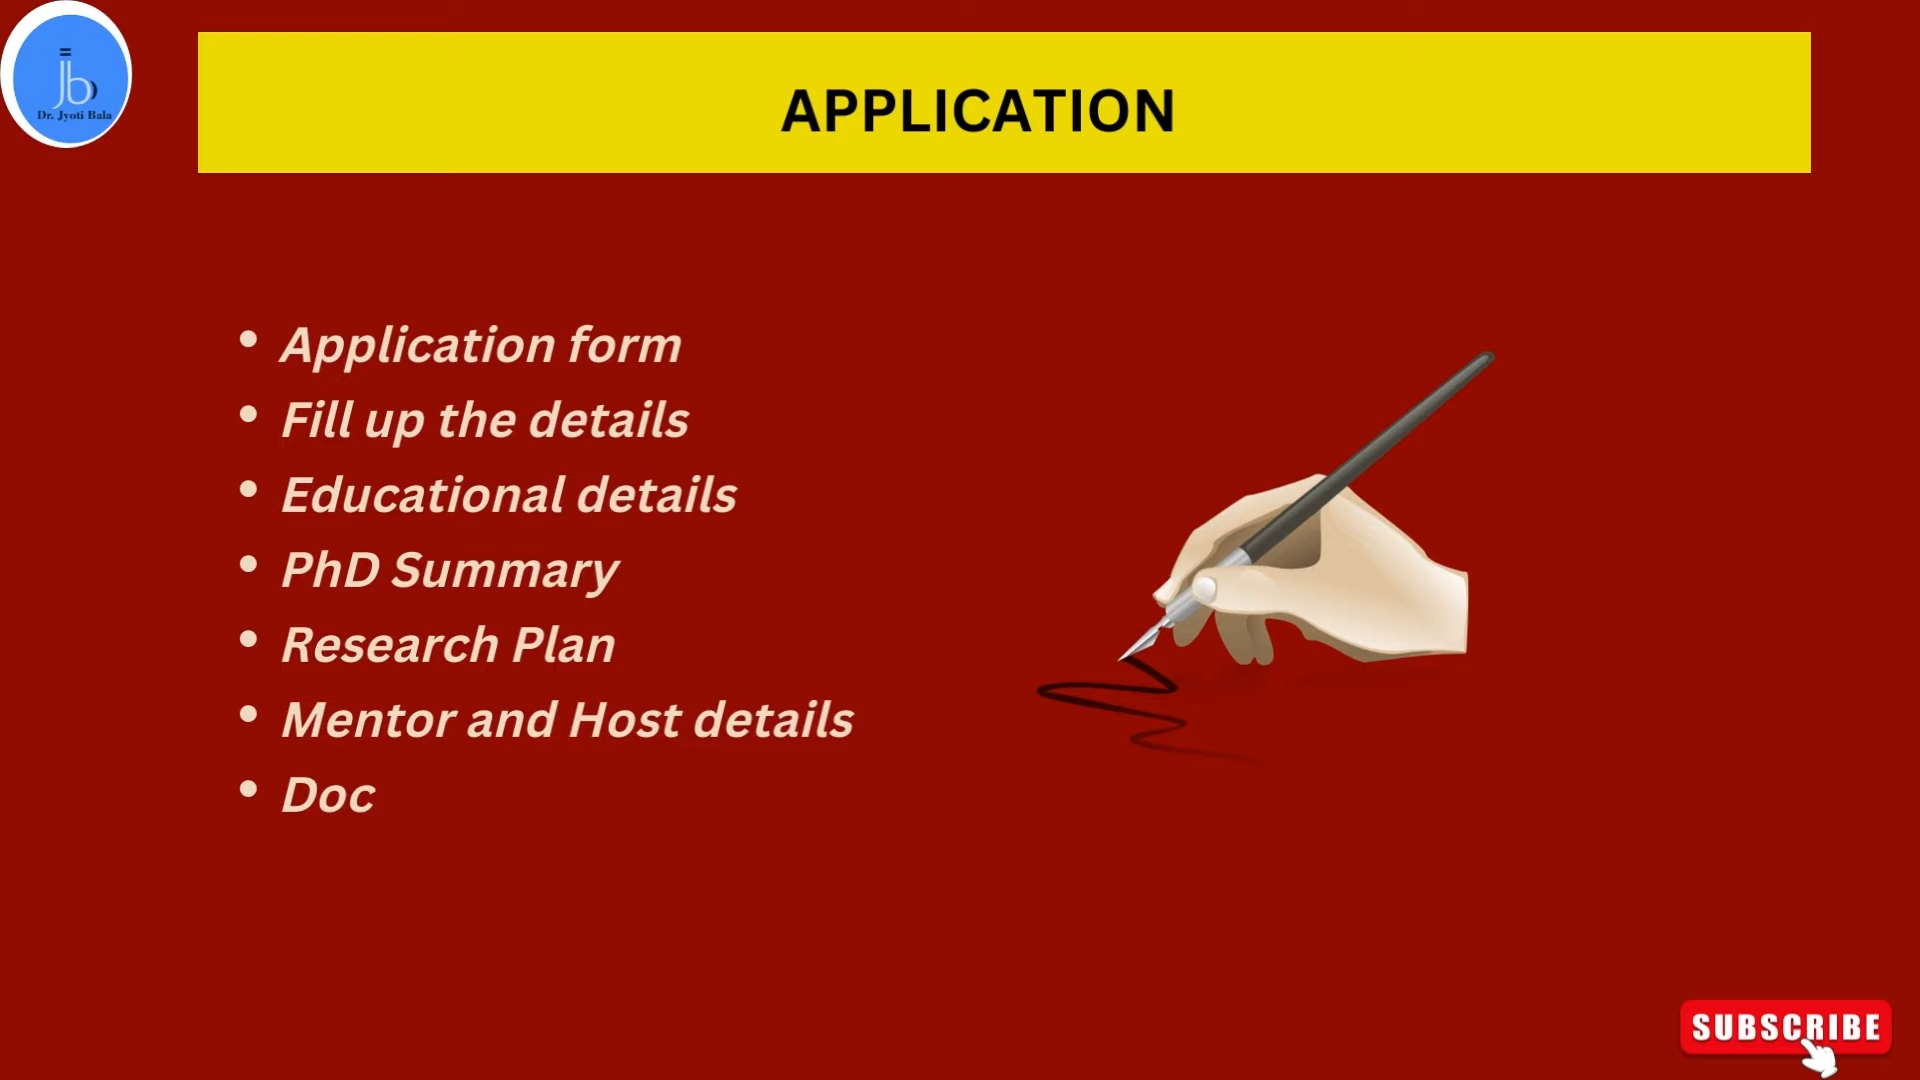 jb
Dr. Jyoti Bala
APPLICATION
• Application form
• Fill up the details
• Educational details
• PhD Summary
• Research Plan
• Mentor and Host details
• Doc
SUBSCRIBE